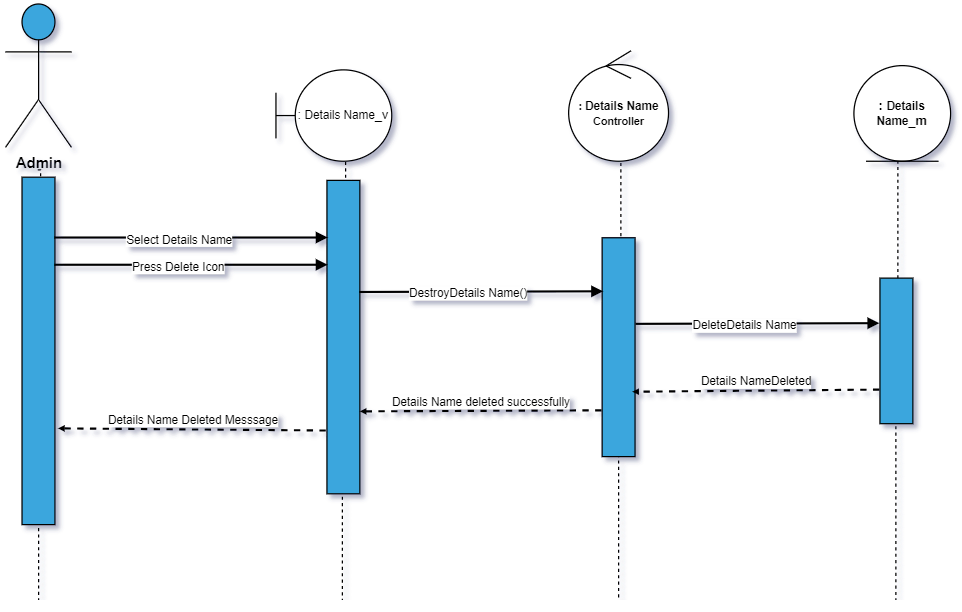 : Details Name_v
: Details Name
Controller
: Details
Name_m
Admin
Select Details Name
Press Delete Icon
DestroyDetails Name()
DeleteDetails Name
Details NameDeleted
Details Name deleted successfully
Details Name Deleted Messsage